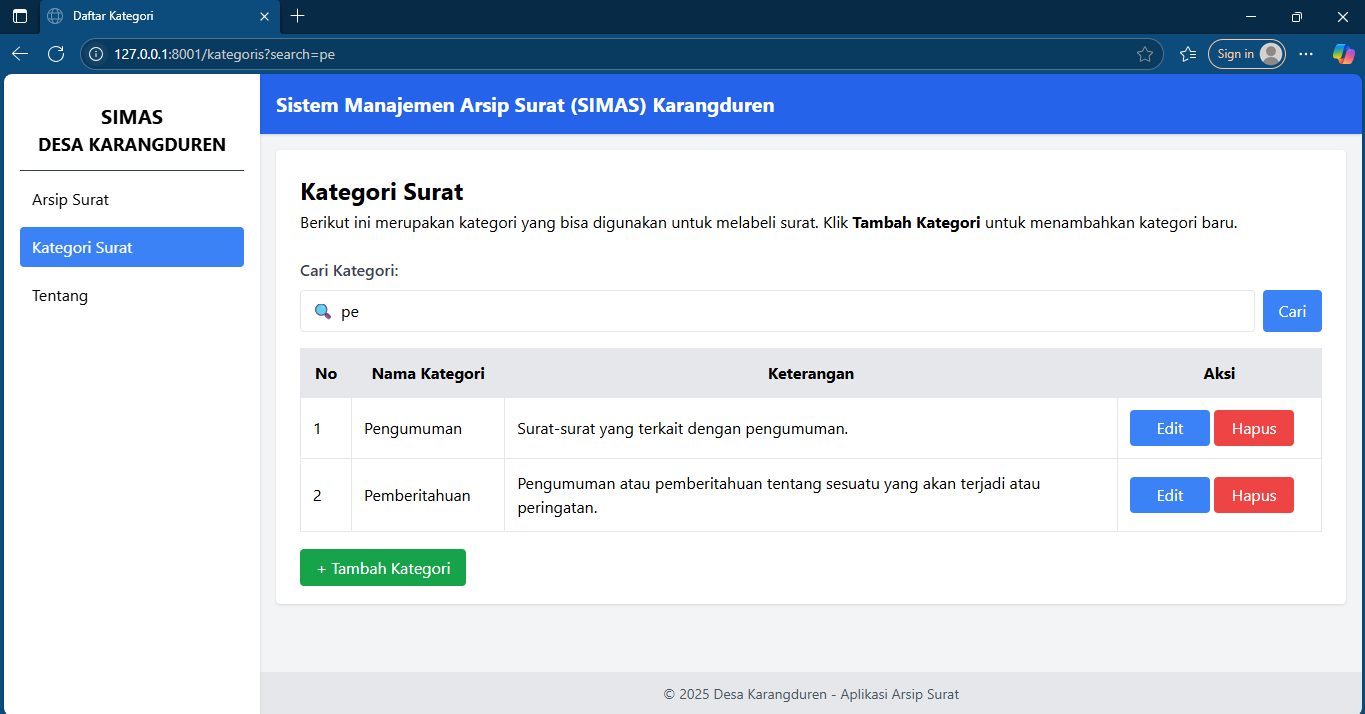 Daftar Kategori
127.0.0.1:8001/kategoris?search=pe
Sign in
SIMAS
DESA KARANGDUREN
Arsip Surat
Kategori Surat
Tentang
Sistem Manajemen Arsip Surat (SIMAS) Karangduren
Kategori Surat
Berikut ini merupakan kategori yang bisa digunakan untuk melabeli surat. Klik Tambah Kategori untuk menambahkan kategori baru.
Cari Kategori:
pe
Cari
No Nama Kategori Keterangan Aksi
1 Pengumuman Surat-surat yang terkait dengan pengumuman. Edit Hapus
2 Pemberitahuan Pengumuman atau pemberitahuan tentang sesuatu yang akan terjadi atau
peringatan. Edit Hapus
+ Tambah Kategori
© 2025 Desa Karangduren - Aplikasi Arsip Surat